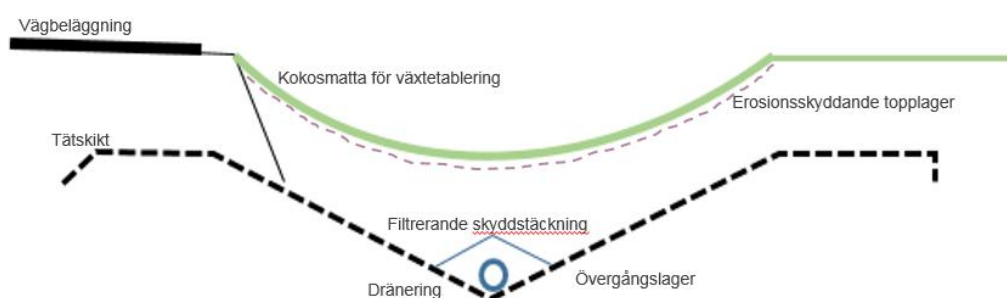 Vägbeläggning
Kokosmatta för växtetablering
Erosionsskyddande topplager
Tätskikt
Filtrerande skyddstäckning
Dränering
Övergångslager